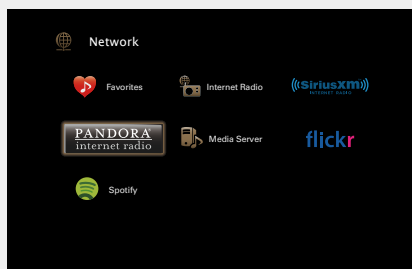 Network
Favorites
Internet Radio
((SiriusXM))
INTERNET RADIO
PANDORA
internet radio
Media Server
flickr
Spotify